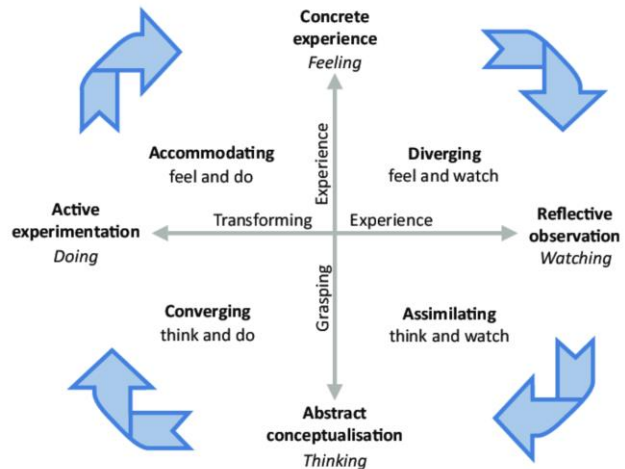 Concrete
experience
Feeling
Accommodating
feel and do
Experience
Diverging
feel and watch
Active
experimentation
Doing
Transforming
Experience
Reflective
observation
Watching
Converging
think and do
Grasping
Assimilating
think and watch
Abstract
conceptualisation
Thinking